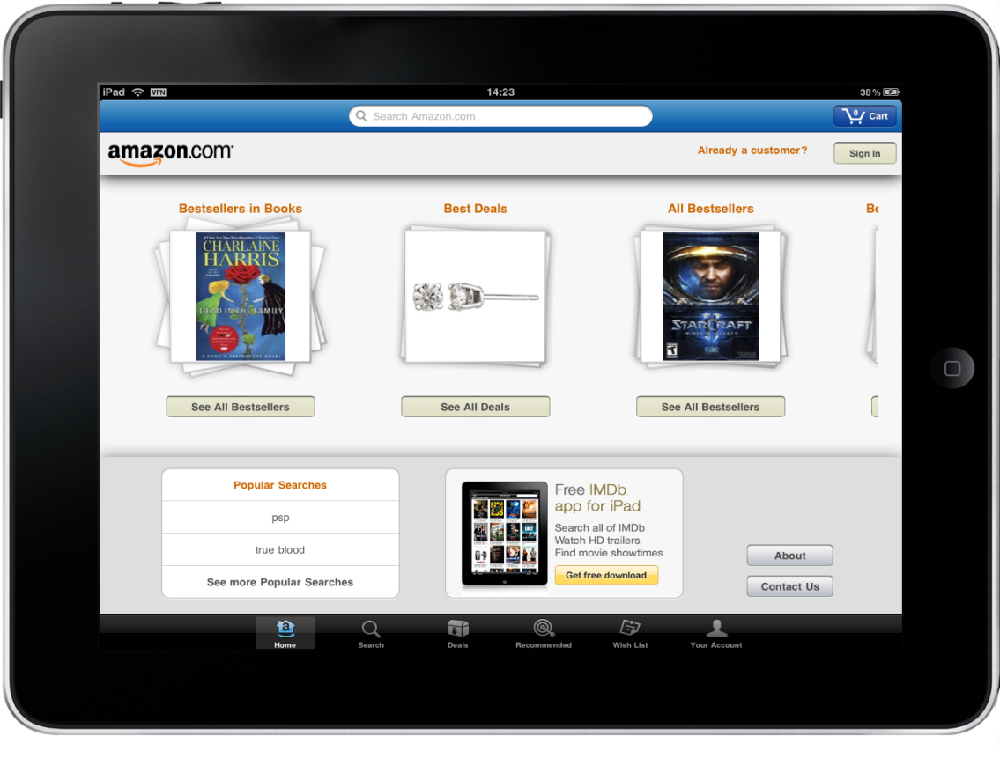 iPad VPN 14:23 38%
Search Amazon.com
0 Cart
amazon.com
Already a customer?
Sign In
Bestsellers in Books
Best Deals
All Bestsellers
Be
CHARLAINE
HARRIS
DEAD IN THE FAMILY
STARCRAFT
II
See All Bestsellers
See All Deals
See All Bestsellers
Popular Searches
psp
true blood
See more Popular Searches
Free IMDb
app for iPad
Search all of IMDb
Watch HD trailers
Find movie showtimes
Get free download
About
Contact Us
Home
Search
Deals
Recommended
Wish List
Your Account